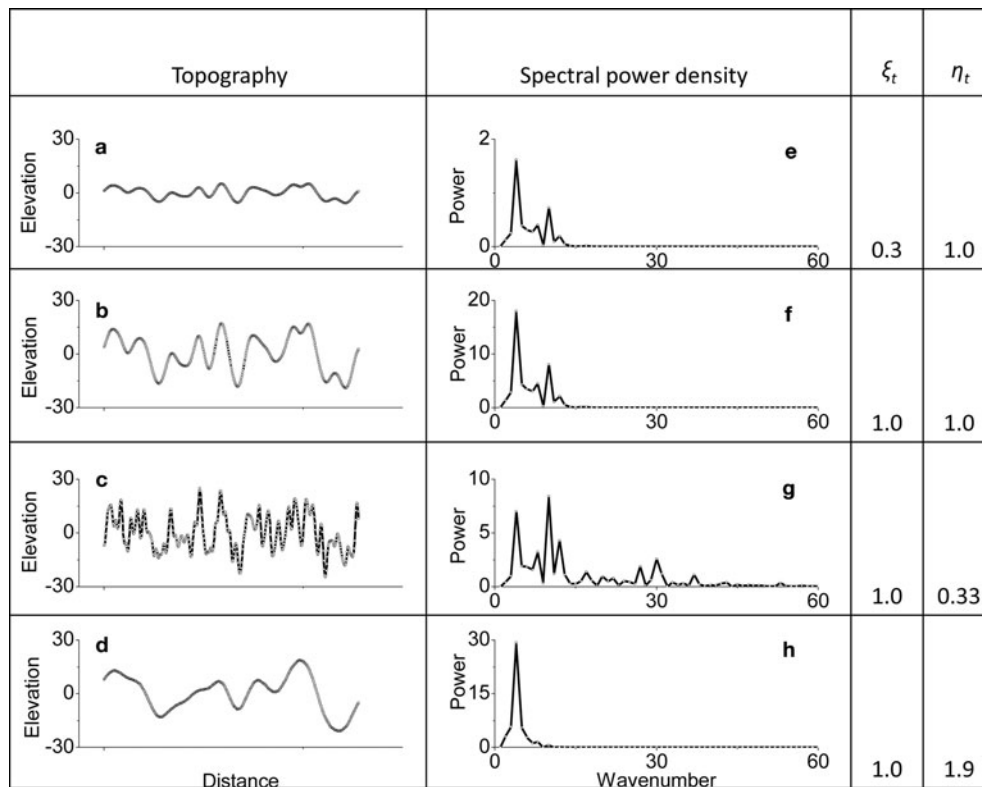 Topography Spectral power density ξt ηt
30 a 2 e
Elevation 0 Power
-30 0 0.3 1.0
0 30 60
30 b 20 f
Elevation 0 Power 10
-30 0 1.0 1.0
0 30 60
30 c 10 g
Elevation 0 Power 5
-30 0 1.0 0.33
0 30 60
30 d 30 h
Elevation 0 Power 15
-30 0 1.0 1.9
0 30 60
Distance Wavenumber